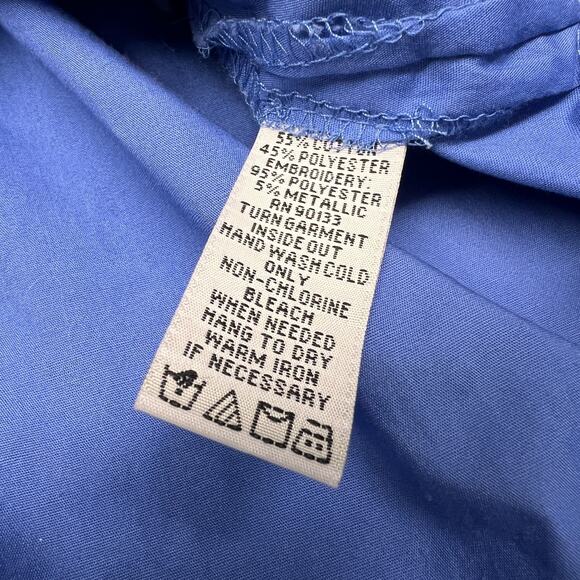 55% COTTON
45% POLYESTER
EMBROIDERY:
95% POLYESTER
5% METALLIC
RN 90133
TURN GARMENT
INSIDE OUT
HAND WASH COLD
ONLY
NON-CHLORINE
BLEACH
WHEN NEEDED
HANG TO DRY
WARM IRON
IF NECESSARY